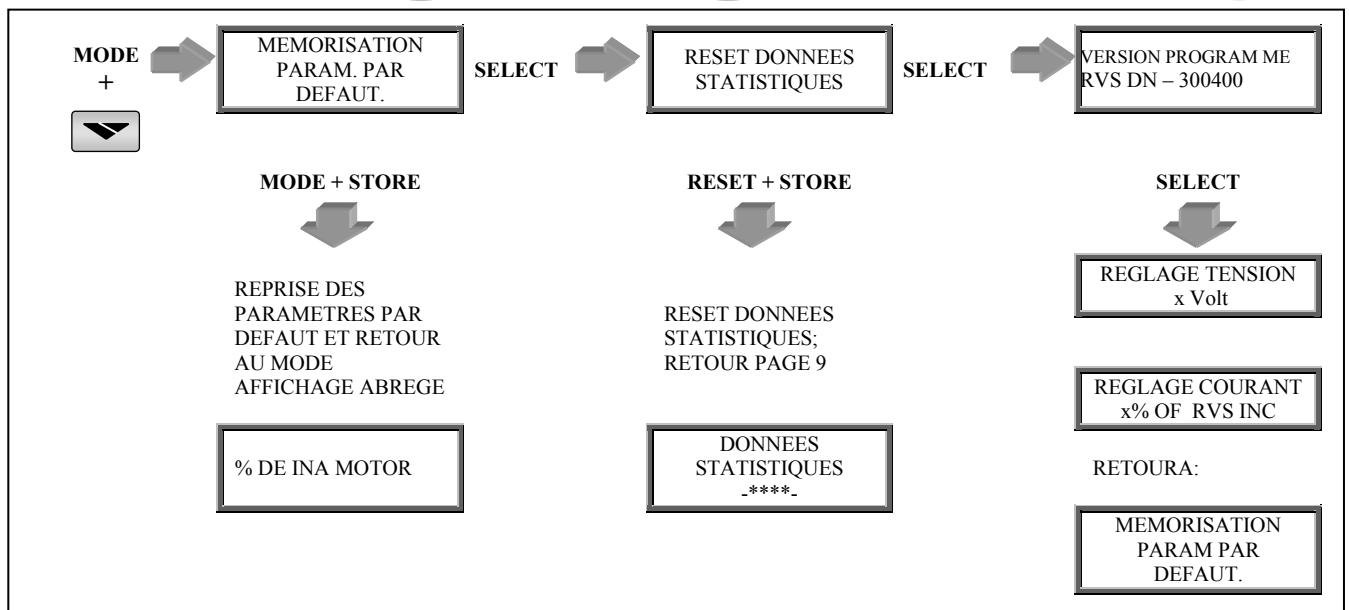 MODE
+
MEMORISATION
PARAM. PAR
DEFAUT.
SELECT
RESET DONNEES
STATISTIQUES
SELECT
VERSION PROGRAM ME
RVS DN – 300400
MODE + STORE
REPRISE DES
PARAMETRES PAR
DEFAUT ET RETOUR
AU MODE
AFFICHAGE ABREGE
% DE INA MOTOR
RESET + STORE
RESET DONNEES
STATISTIQUES;
RETOUR PAGE 9
DONNEES
STATISTIQUES
-****-
SELECT
REGLAGE TENSION
x Volt
REGLAGE COURANT
x% OF RVS INC
RETOURA:
MEMORISATION
PARAM PAR
DEFAUT.